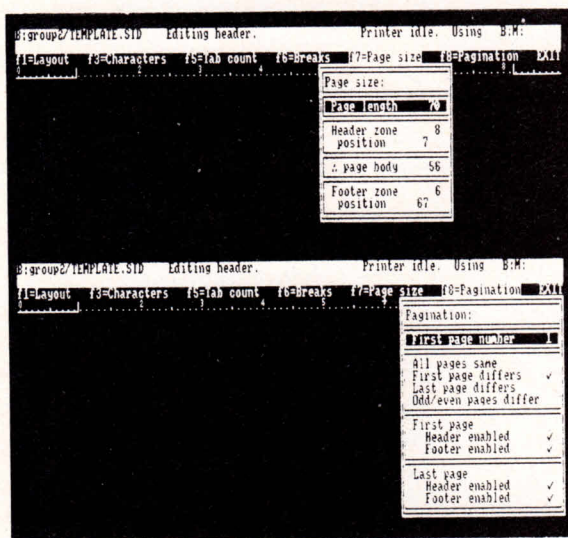 B:group2/TEMPLATE.STD Editing header. Printer idle. Using B:M:
f1=Layout f3=Characters f5=Tab count f6=Breaks f7=Page size f8=Pagination EXIT
Page size:
Page length 70
Header zone 8
position 7
∴ page body 56
Footer zone 6
position 67
B:group2/TEMPLATE.STD Editing header. Printer idle. Using B:M:
f1=Layout f3=Characters f5=Tab count f6=Breaks f7=Page size f8=Pagination EXIT
Pagination:
First page number 1
All pages same
First page differs ✓
Last page differs
Odd/even pages differ
First page
Header enabled ✓
Footer enabled ✓
Last page
Header enabled ✓
Footer enabled ✓